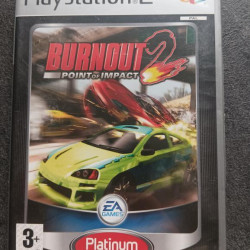 PlayStation 2
BURNOUT 2
POINT OF IMPACT
EA
GAMES
3+
Platinum